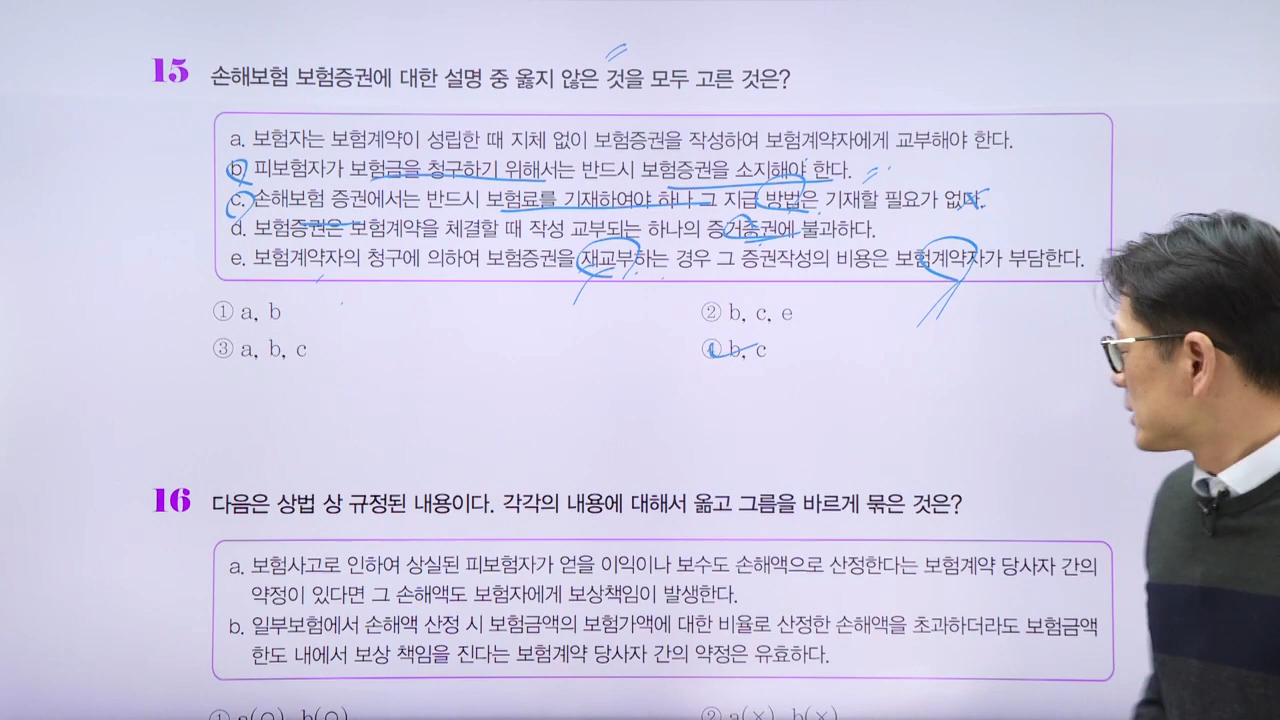 15 손해보험 보험증권에 대한 설명 중 옳지 않은 것을 모두 고른 것은?
a. 보험자는 보험계약이 성립한 때 지체 없이 보험증권을 작성하여 보험계약자에게 교부해야 한다.
b. 피보험자가 보험금을 청구하기 위해서는 반드시 보험증권을 소지해야 한다.
c. 손해보험 증권에서는 반드시 보험료를 기재하여야 하나 그 지급 방법은 기재할 필요가 없다.
d. 보험증권은 보험계약을 체결할 때 작성 교부되는 하나의 증거증권에 불과하다.
e. 보험계약자의 청구에 의하여 보험증권을 재교부하는 경우 그 증권작성의 비용은 보험계약자가 부담한다.
① a, b ② b, c, e
③ a, b, c ④ b, c
16 다음은 상법 상 규정된 내용이다. 각각의 내용에 대해서 옳고 그름을 바르게 묶은 것은?
a. 보험사고로 인하여 상실된 피보험자가 얻을 이익이나 보수도 손해액으로 산정한다는 보험계약 당사자 간의
약정이 있다면 그 손해액도 보험자에게 보상책임이 발생한다.
b. 일부보험에서 손해액 산정 시 보험금액의 보험가액에 대한 비율로 산정한 손해액을 초과하더라도 보험금액
한도 내에서 보상 책임을 진다는 보험계약 당사자 간의 약정은 유효하다.
① a(○), b(○) ② a(×), b(×)